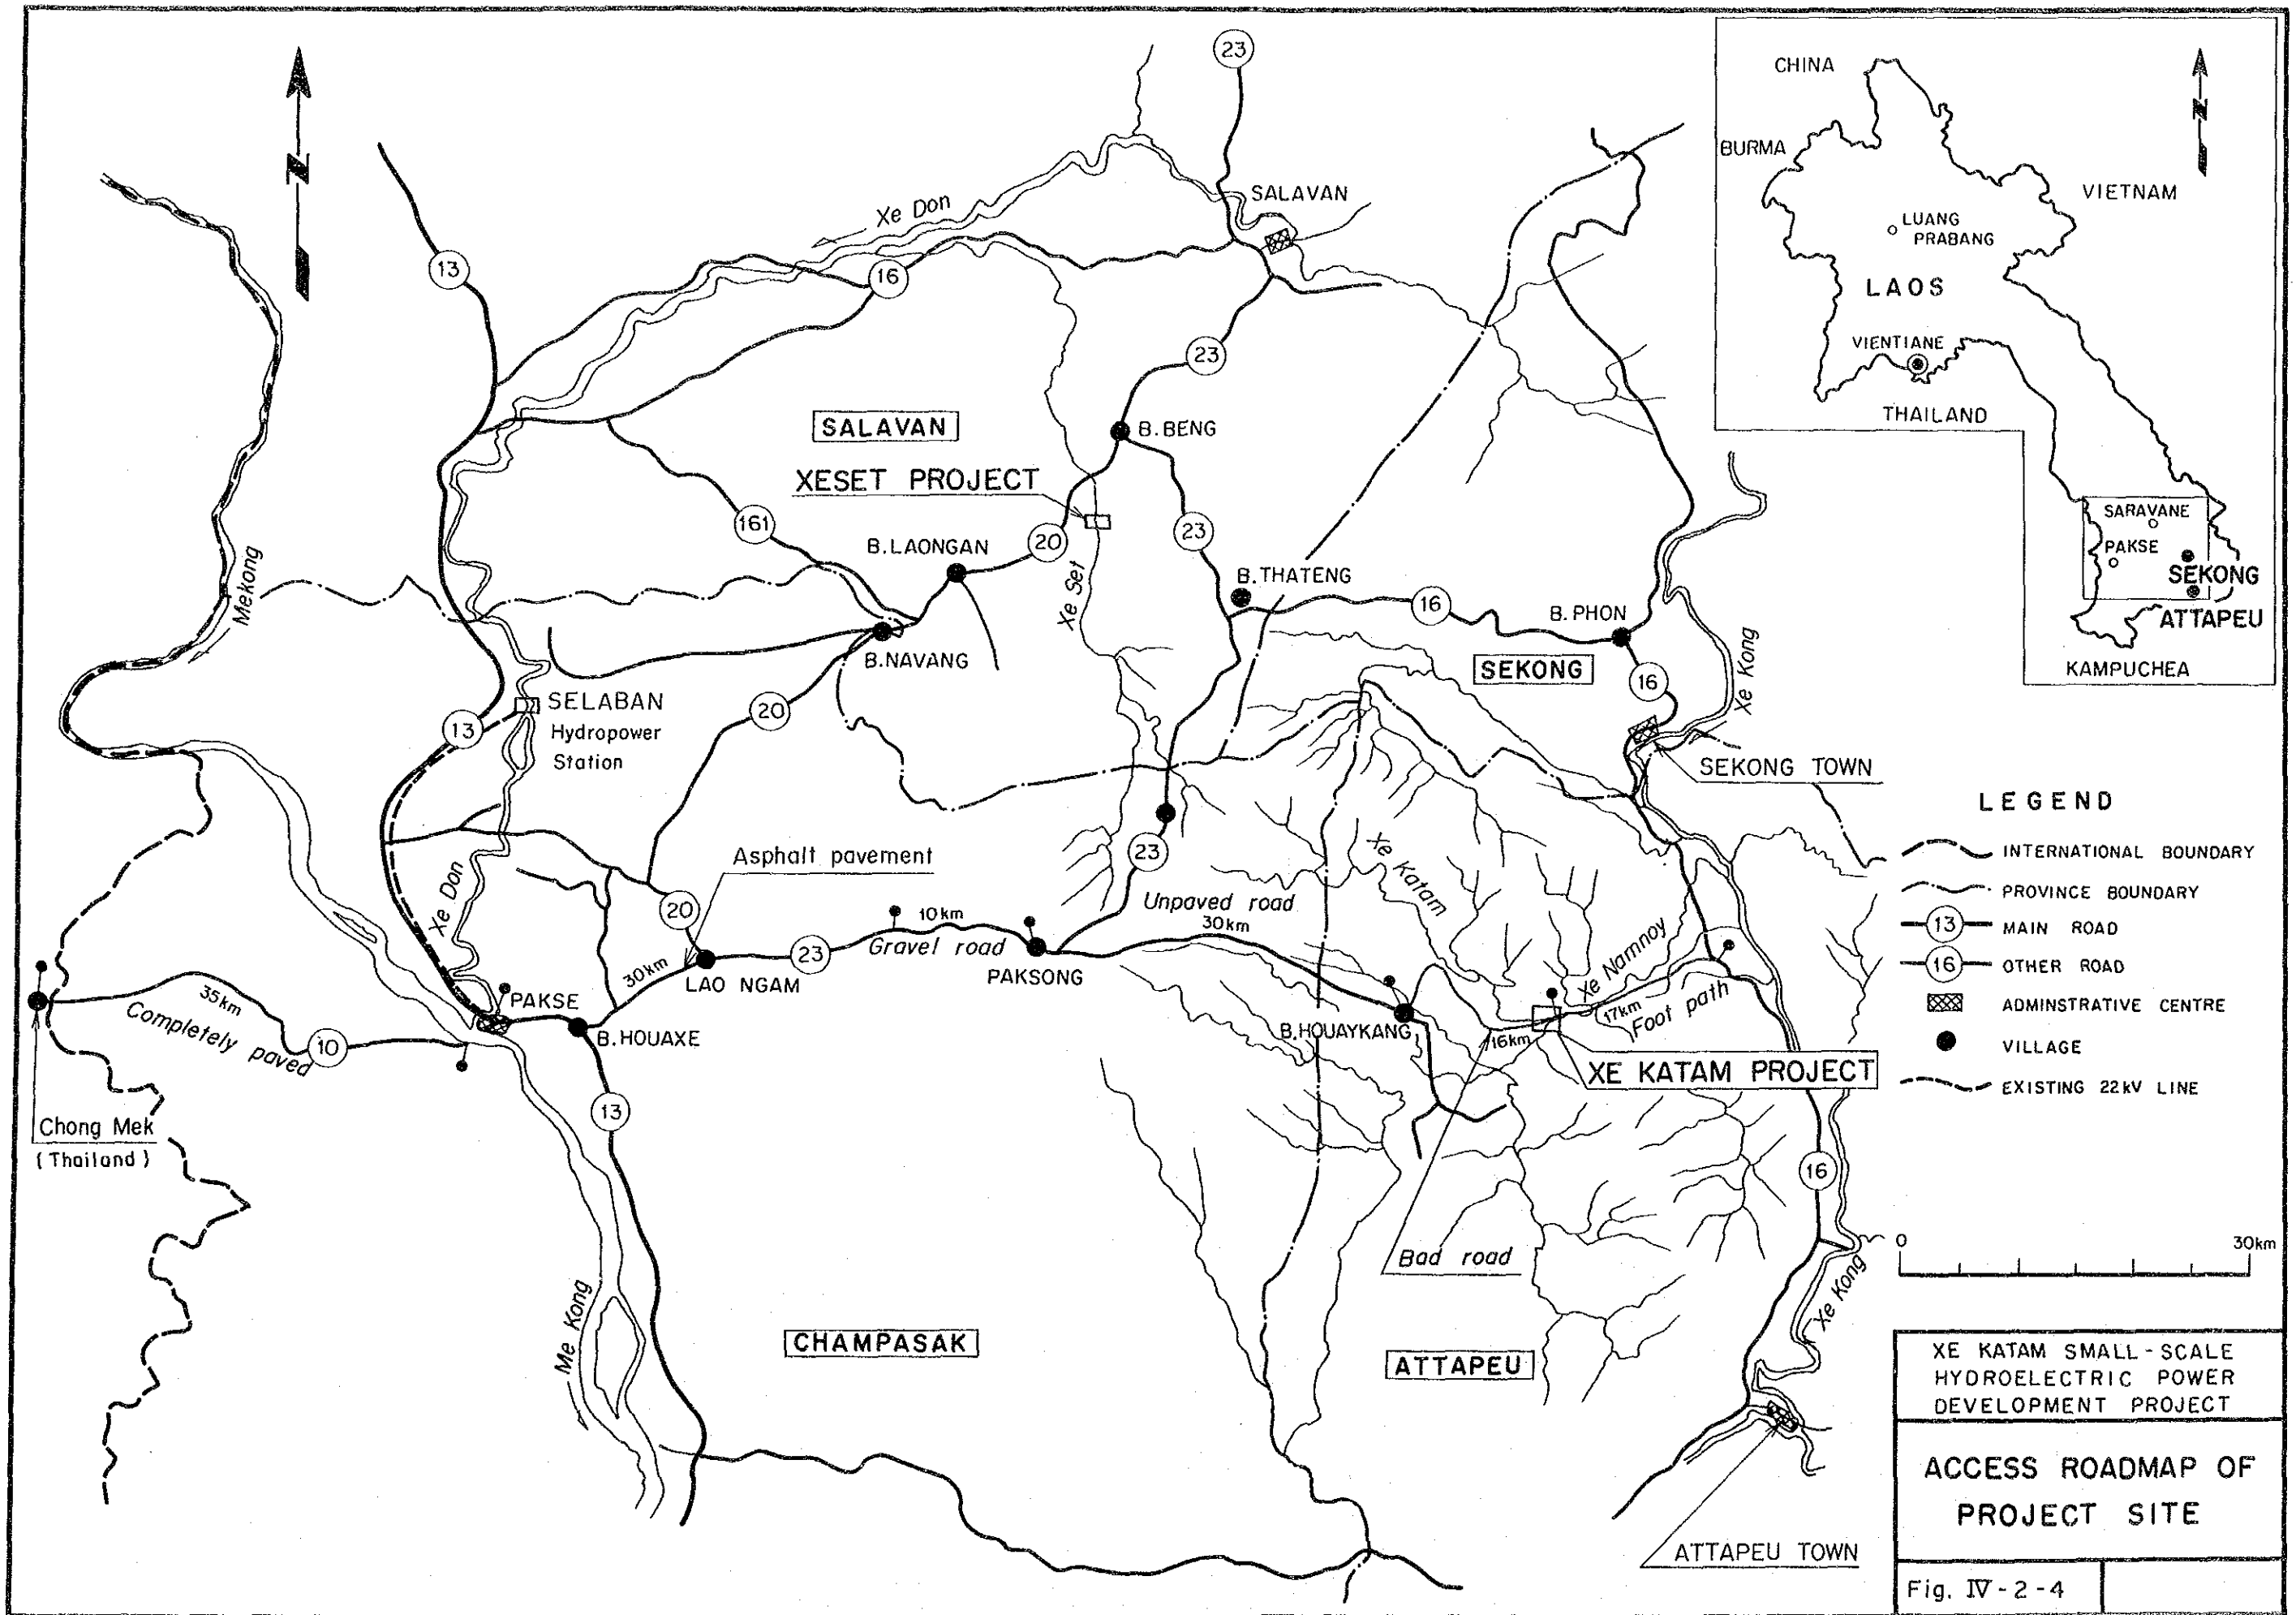 23
CHINA
N
N
BURMA
VIETNAM
SALAVAN
Xe Don
LUANG
PRABANG
13
16
LAOS
23
VIENTIANE
THAILAND
SALAVAN
B.BENG
XESET PROJECT
SARAVANE
161
20
23
B.LAONGAN
PAKSE
Mekong
Xe Set
B.THATENG
SEKONG
16
B.PHON
ATTAPEU
B.NAVANG
SEKONG
KAMPUCHEA
16
Xe Kong
SELABAN
Hydropower
Station
13
20
SEKONG TOWN
LEGEND
Asphalt pavement
23
Xe Katam
INTERNATIONAL BOUNDARY
PROVINCE BOUNDARY
Xe Don
20
Unpaved road
30km
13
MAIN ROAD
10km
Gravel road
23
30km
LAO NGAM
PAKSONG
Xe Namnoy
16
OTHER ROAD
35km
Completely paved
10
PAKSE
B.HOUAXE
B.HOUAYKANG
17km
Foot path
16km
ADMINSTRATIVE CENTRE
VILLAGE
XE KATAM PROJECT
EXISTING 22kV LINE
13
Chong Mek
(Thailand)
16
Bad road
0
30km
Xe Kong
Me Kong
CHAMPASAK
ATTAPEU
XE KATAM SMALL-SCALE
HYDROELECTRIC POWER
DEVELOPMENT PROJECT
ACCESS ROADMAP OF
PROJECT SITE
ATTAPEU TOWN
Fig. IV-2-4